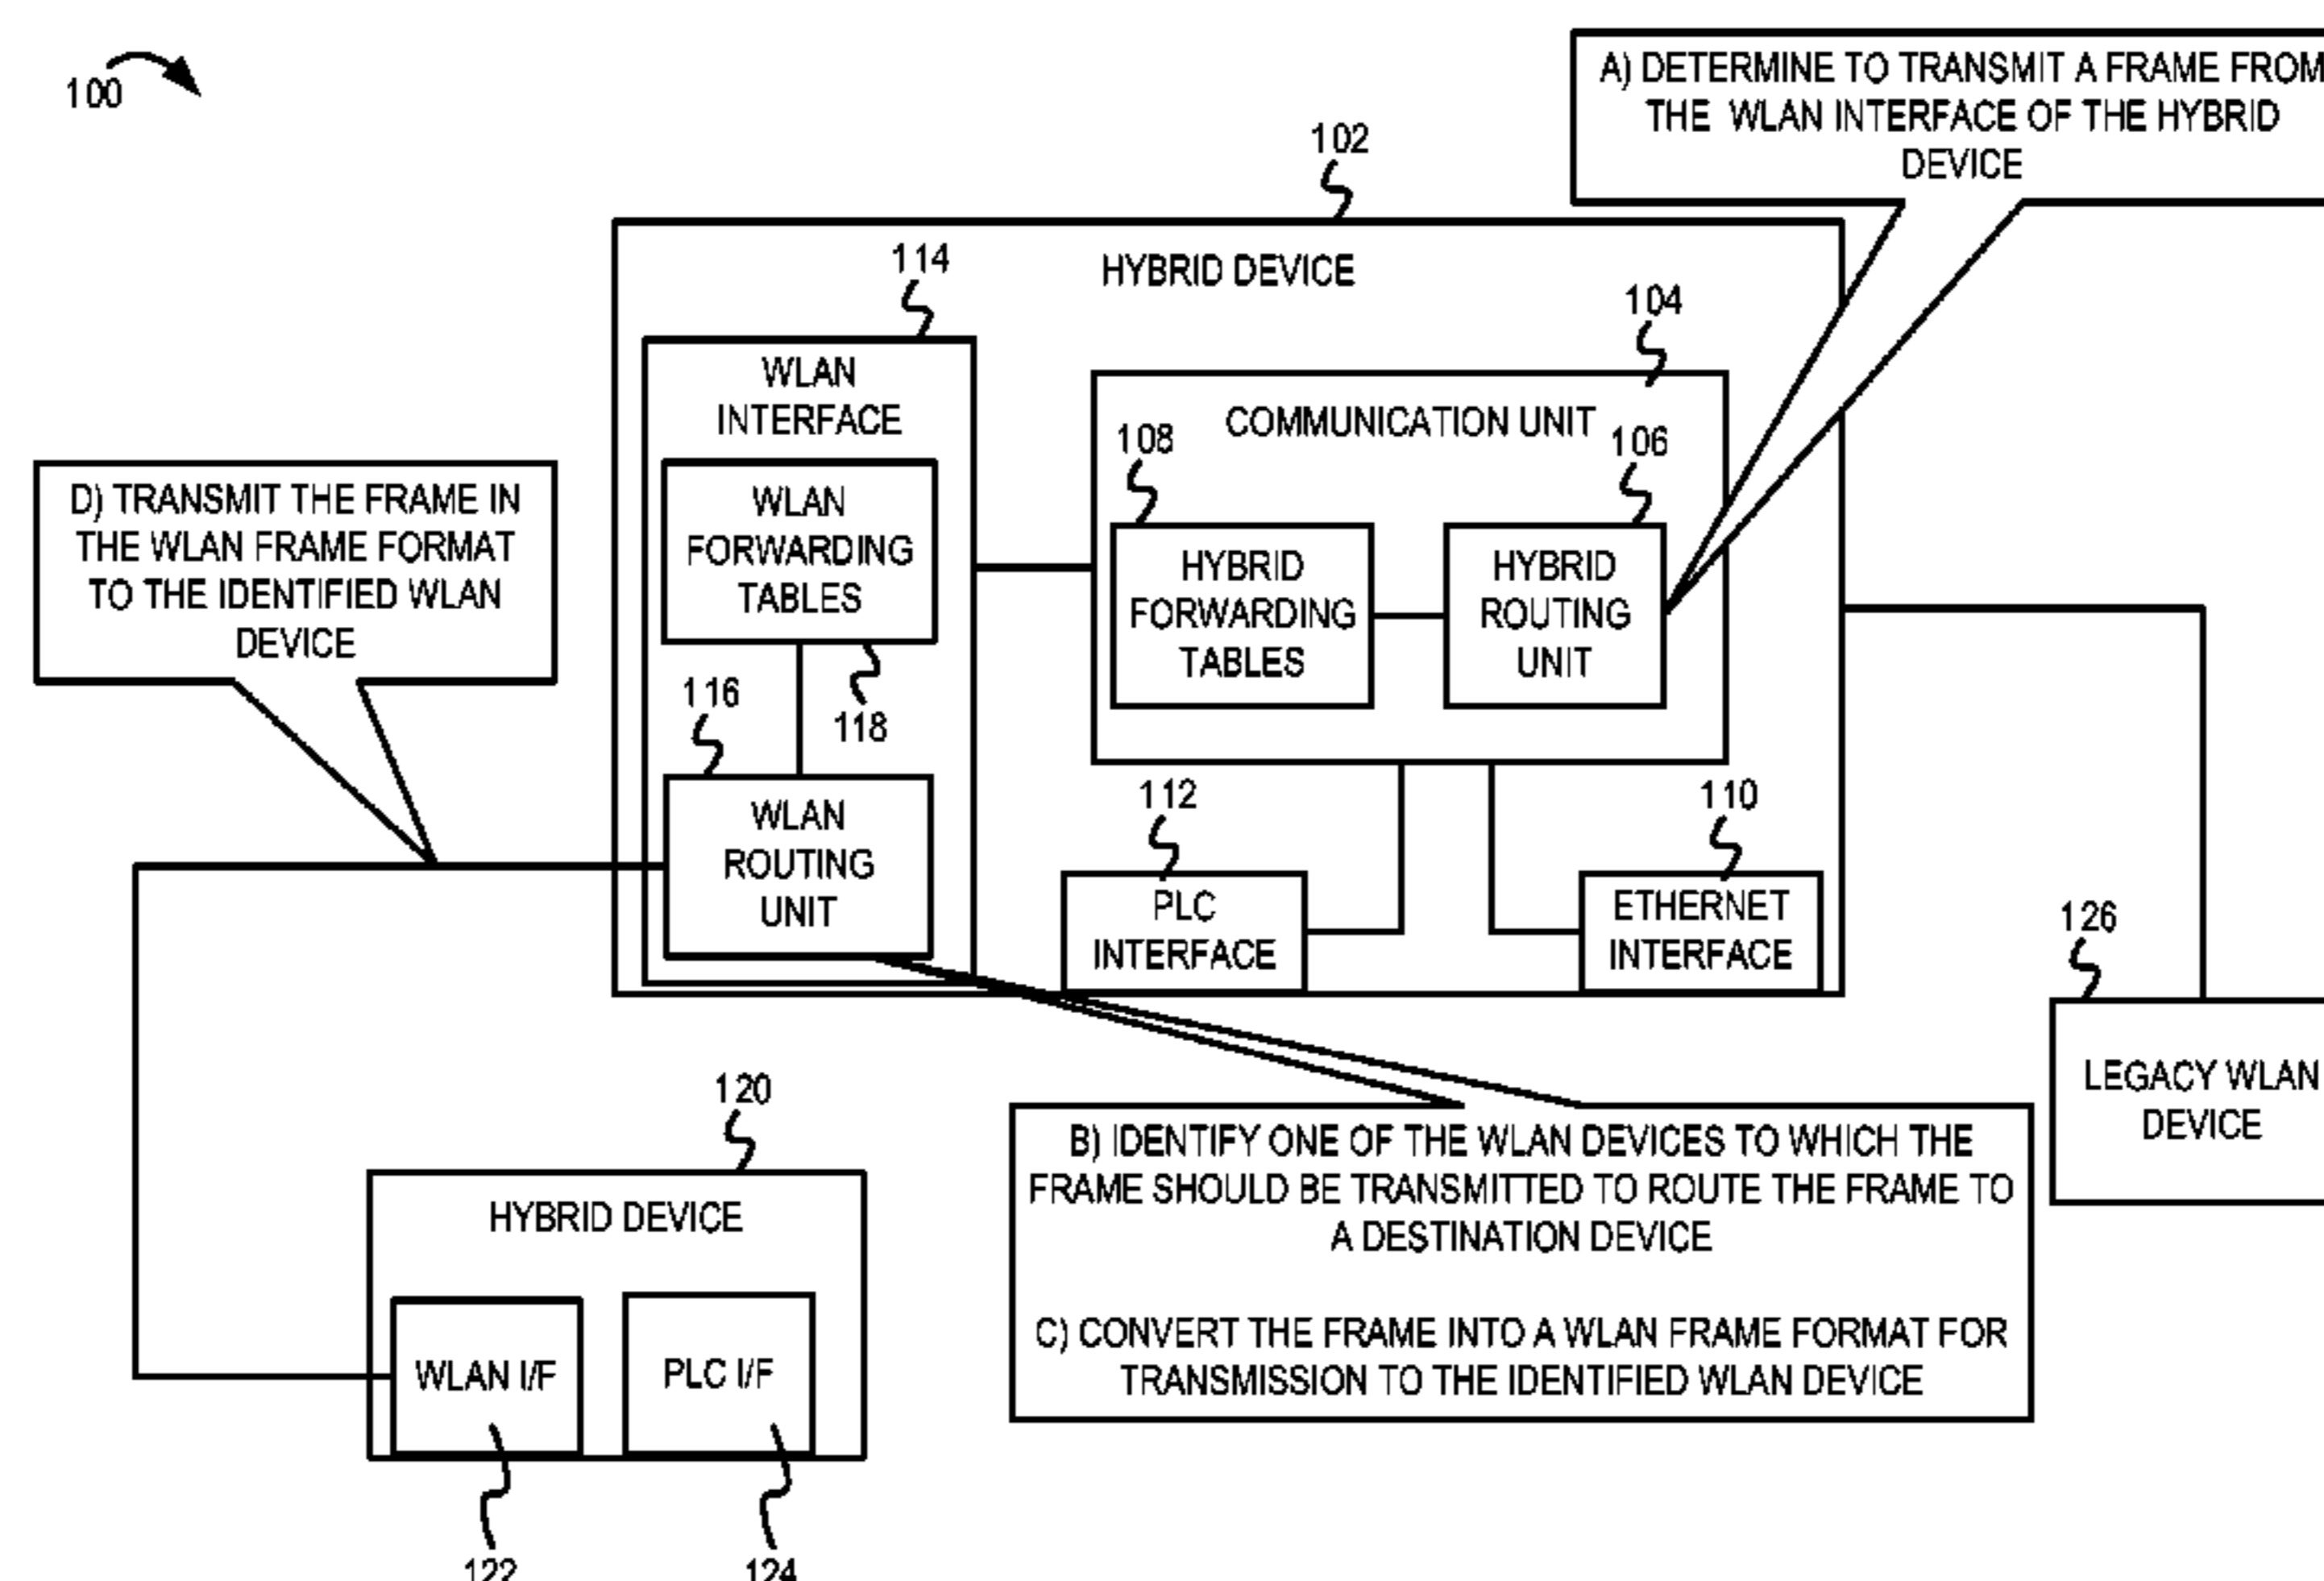 100
A) DETERMINE TO TRANSMIT A FRAME FROM
THE WLAN INTERFACE OF THE HYBRID
DEVICE
102
HYBRID DEVICE
114
WLAN
INTERFACE
104
COMMUNICATION UNIT
108
106
WLAN
FORWARDING
TABLES
HYBRID
FORWARDING
TABLES
HYBRID
ROUTING
UNIT
D) TRANSMIT THE FRAME IN
THE WLAN FRAME FORMAT
TO THE IDENTIFIED WLAN
DEVICE
116
118
WLAN
ROUTING
UNIT
112
110
PLC
INTERFACE
ETHERNET
INTERFACE
126
LEGACY WLAN
DEVICE
120
HYBRID DEVICE
WLAN I/F
PLC I/F
122
124
B) IDENTIFY ONE OF THE WLAN DEVICES TO WHICH THE
FRAME SHOULD BE TRANSMITTED TO ROUTE THE FRAME TO
A DESTINATION DEVICE
C) CONVERT THE FRAME INTO A WLAN FRAME FORMAT FOR
TRANSMISSION TO THE IDENTIFIED WLAN DEVICE